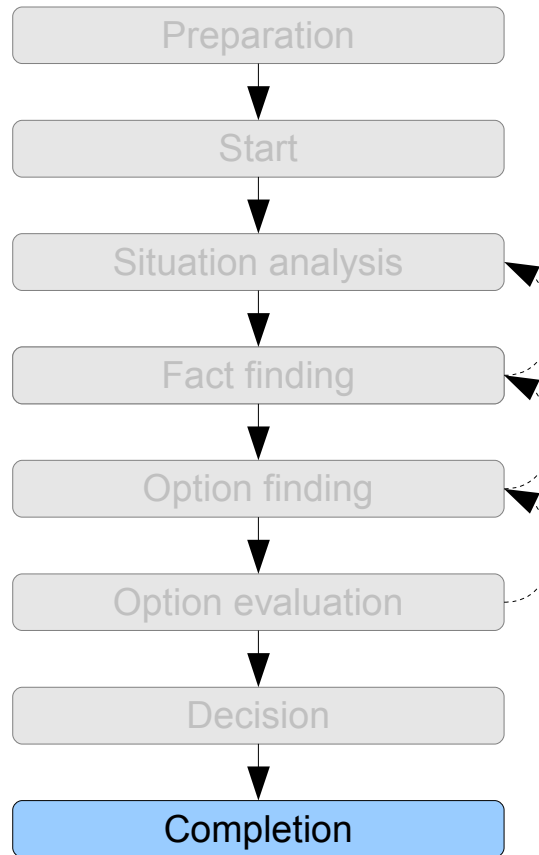 Preparation
Start
Situation analysis
Fact finding
Option finding
Option evaluation
Decision
Completion